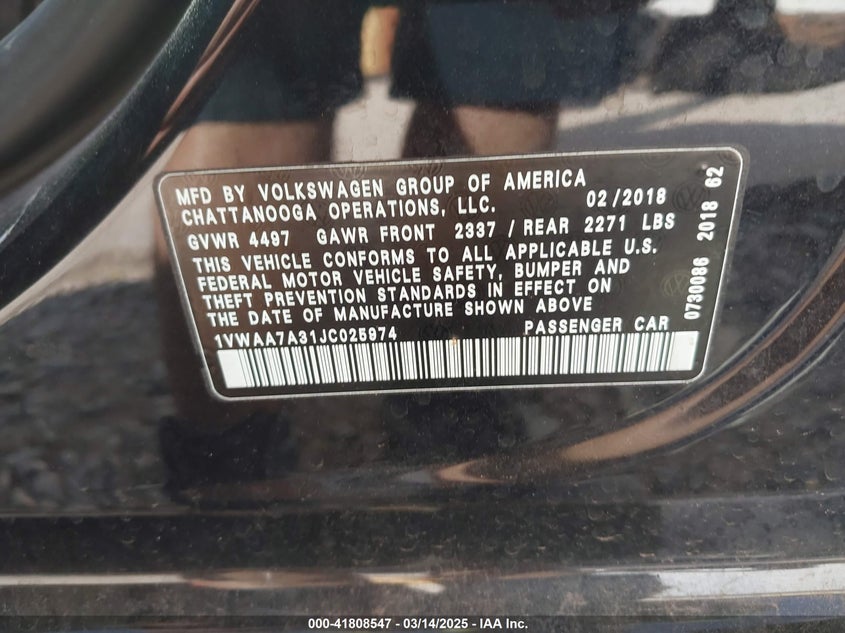 MFD BY VOLKSWAGEN GROUP OF AMERICA
CHATTANOOGA OPERATIONS, LLC. 02/2018
GVWR 4497 GAWR FRONT 2337 / REAR 2271 LBS
THIS VEHICLE CONFORMS TO ALL APPLICABLE U.S.
FEDERAL MOTOR VEHICLE SAFETY, BUMPER AND
THEFT PREVENTION STANDARDS IN EFFECT ON
THE DATE OF MANUFACTURE SHOWN ABOVE
1VWAA7A31JC025974 PASSENGER CAR
0730086 2018 62
000-41808547 — 03/14/2025 — © IAA Inc.